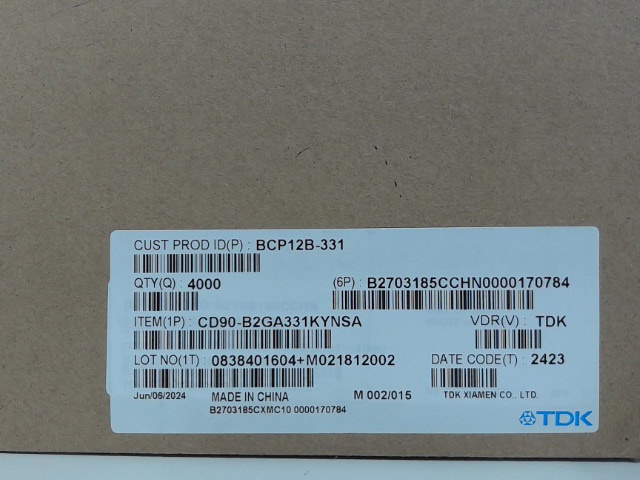 CUST PROD ID(P) : BCP12B-331
QTY(Q) : 4000 (6P) : B2703185CCHN0000170784
ITEM(1P) : CD90-B2GA331KYNSA VDR(V) : TDK
LOT NO(1T) : 0838401604+M021812002 DATE CODE(T) : 2423
Jun/06/2024 MADE IN CHINA M 002/015 TDK XIAMEN CO., LTD.
B2703185CXMC10 0000170784
TDK